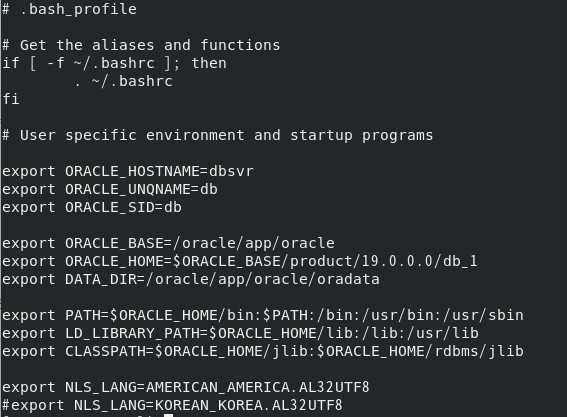 # .bash_profile
# Get the aliases and functions
if [ -f ~/.bashrc ]; then
. ~/.bashrc
fi
# User specific environment and startup programs
export ORACLE_HOSTNAME=dbsvr
export ORACLE_UNQNAME=db
export ORACLE_SID=db
export ORACLE_BASE=/oracle/app/oracle
export ORACLE_HOME=$ORACLE_BASE/product/19.0.0.0/db_1
export DATA_DIR=/oracle/app/oracle/oradata
export PATH=$ORACLE_HOME/bin:$PATH:/bin:/usr/bin:/usr/sbin
export LD_LIBRARY_PATH=$ORACLE_HOME/lib:/lib:/usr/lib
export CLASSPATH=$ORACLE_HOME/jlib:$ORACLE_HOME/rdbms/jlib
export NLS_LANG=AMERICAN_AMERICA.AL32UTF8
#export NLS_LANG=KOREAN_KOREA.AL32UTF8